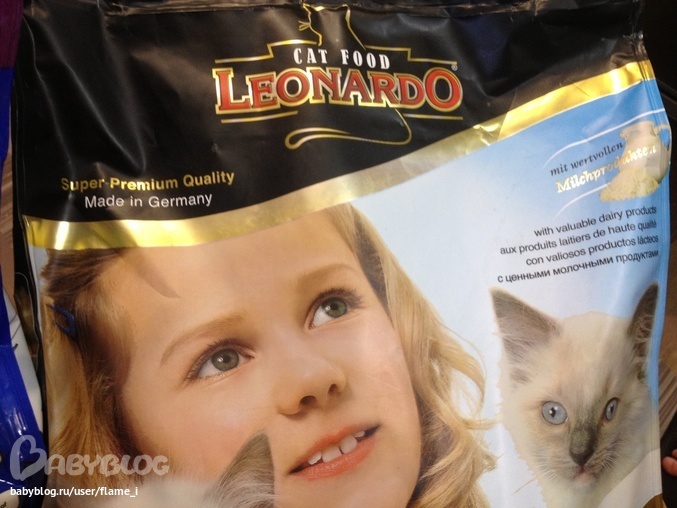 CAT FOOD
LEONARDO®
Super-Premium Quality
Made in Germany
mit wertvollen
Milchprodukten
with valuable dairy products
aux produits laitiers de haute qualité
con valiosos productos lácteos
с ценными молочными продуктами
BABYBLOG
babyblog.ru/user/flame_i